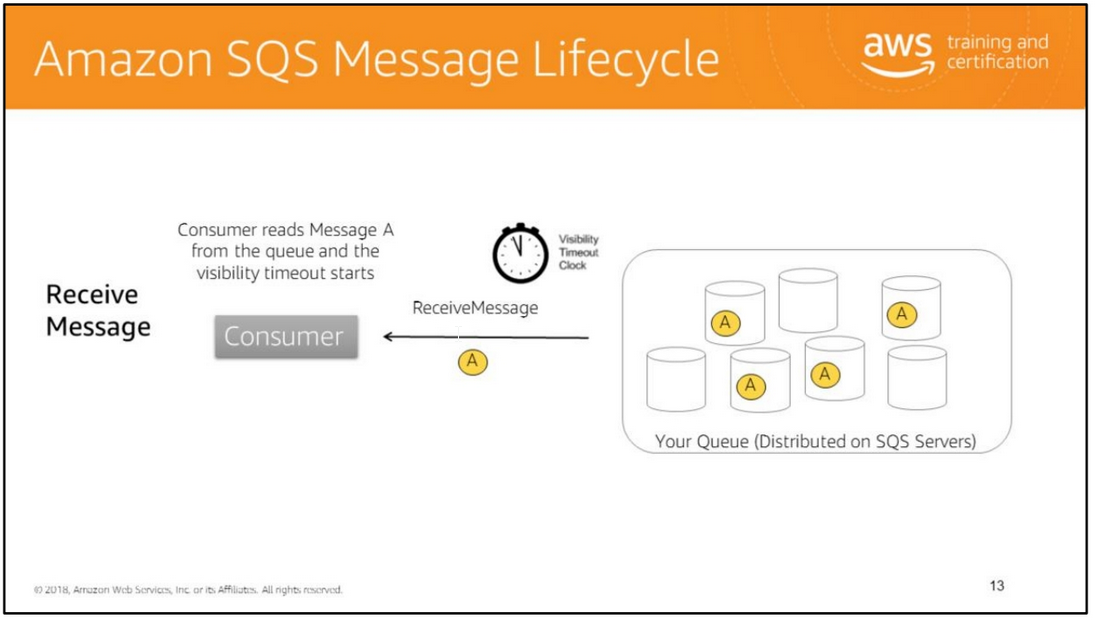 Amazon SQS Message Lifecycle
aws training and
certification
Consumer reads Message A
from the queue and the
visibility timeout starts
Visibility
Timeout
Clock
Receive
Message
ReceiveMessage
Consumer
A
A
A
A
A
Your Queue (Distributed on SQS Servers)
© 2018, Amazon Web Services, Inc. or its Affiliates. All rights reserved.
13